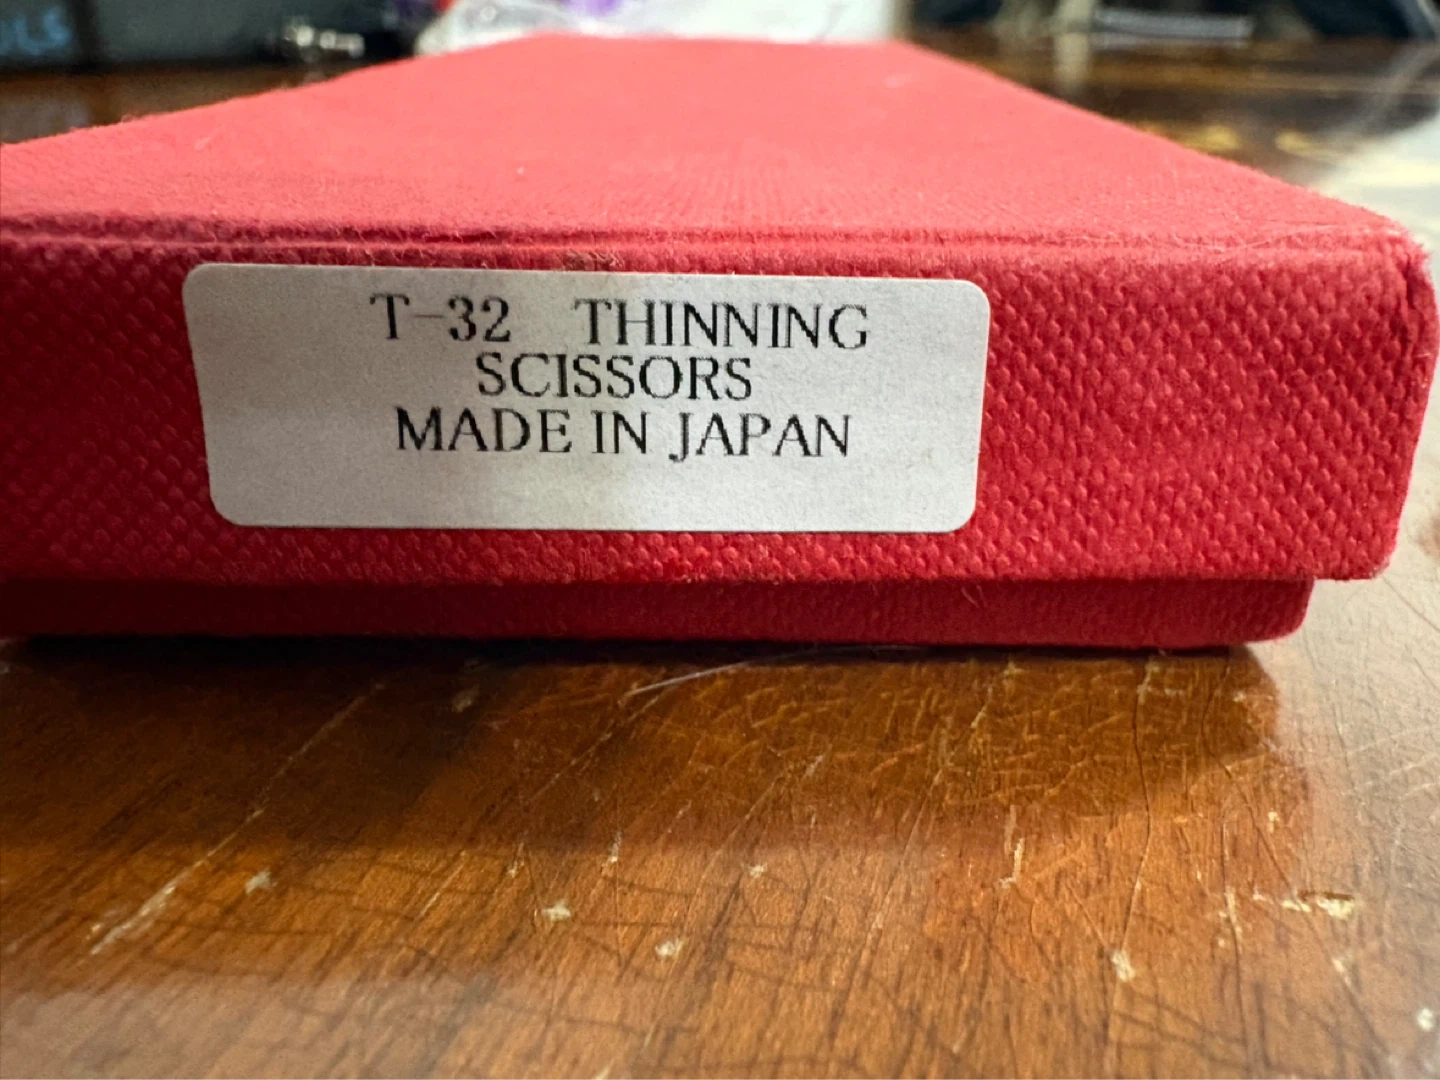 T-32 THINNING
SCISSORS
MADE IN JAPAN